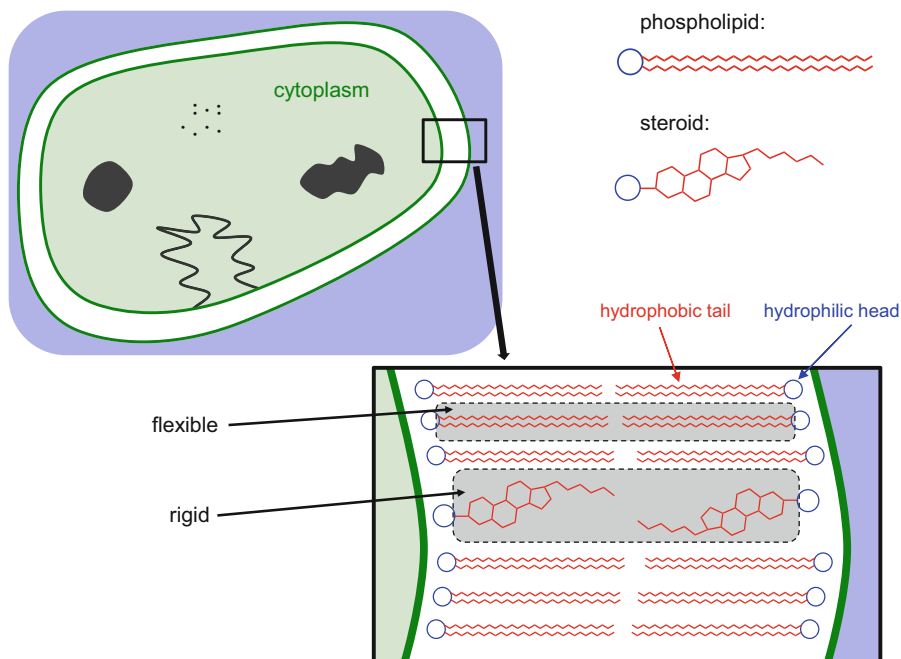 phospholipid:
cytoplasm
steroid:
hydrophobic tail
hydrophilic head
flexible
rigid